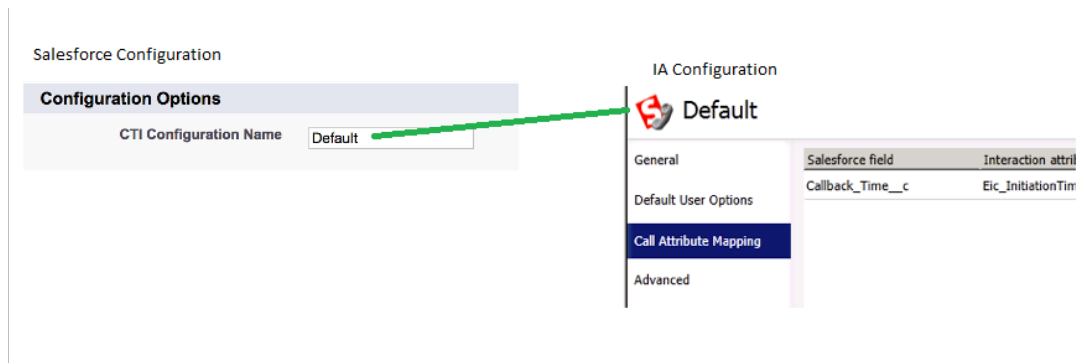 Salesforce Configuration
Configuration Options
CTI Configuration Name Default
IA Configuration
Default
General
Default User Options
Call Attribute Mapping
Advanced
Salesforce field Interaction
Callback_Time__c